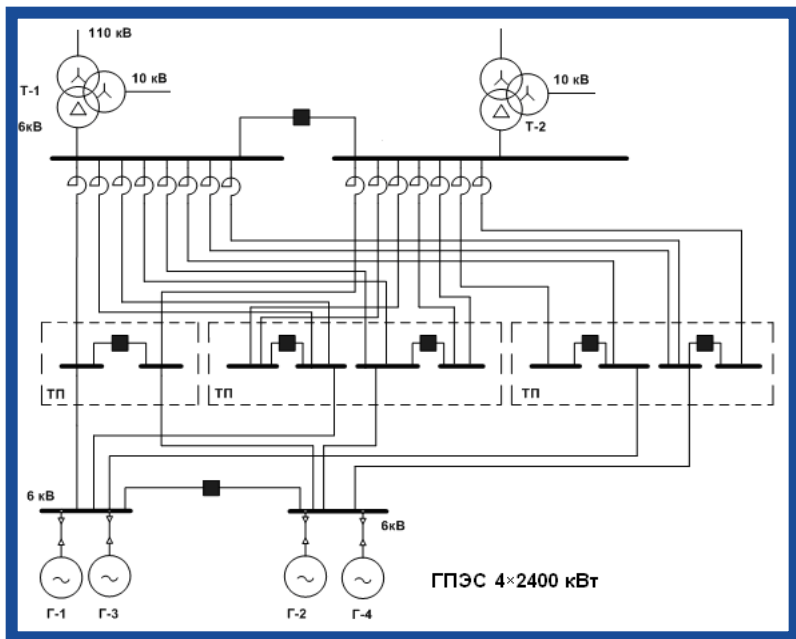 110 кВ
10 кВ
10 кВ
Т-1
Т-2
6кВ
ТП
ТП
ТП
6 кВ
6кВ
ГПЭС 4×2400 кВт
Г-1
Г-3
Г-2
Г-4